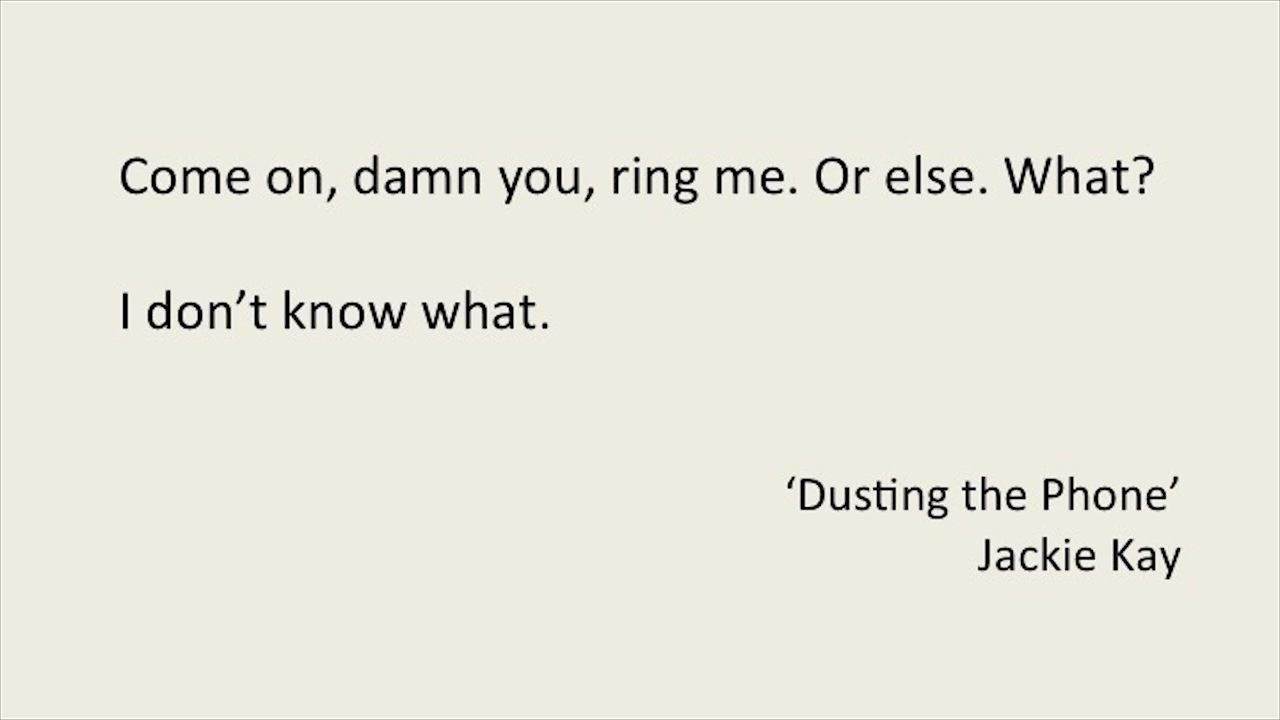 Come on, damn you, ring me. Or else. What?
I don’t know what.
‘Dusting the Phone’
Jackie Kay